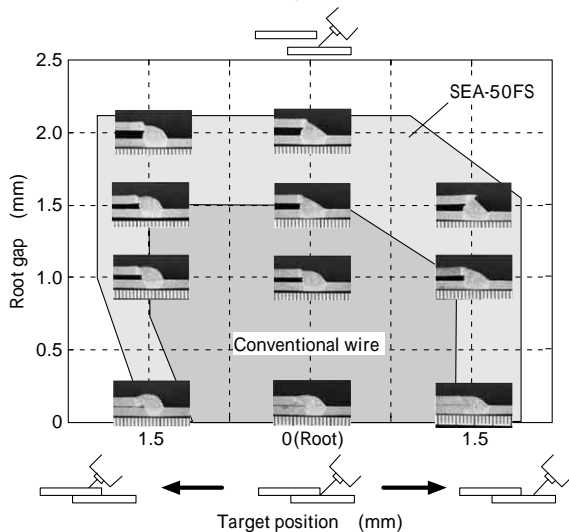 2.5
SEA-50FS
2.0
1.5
Root gap (mm)
1.0
Conventional wire
0.5
0
1.5 0(Root) 1.5
Target position (mm)